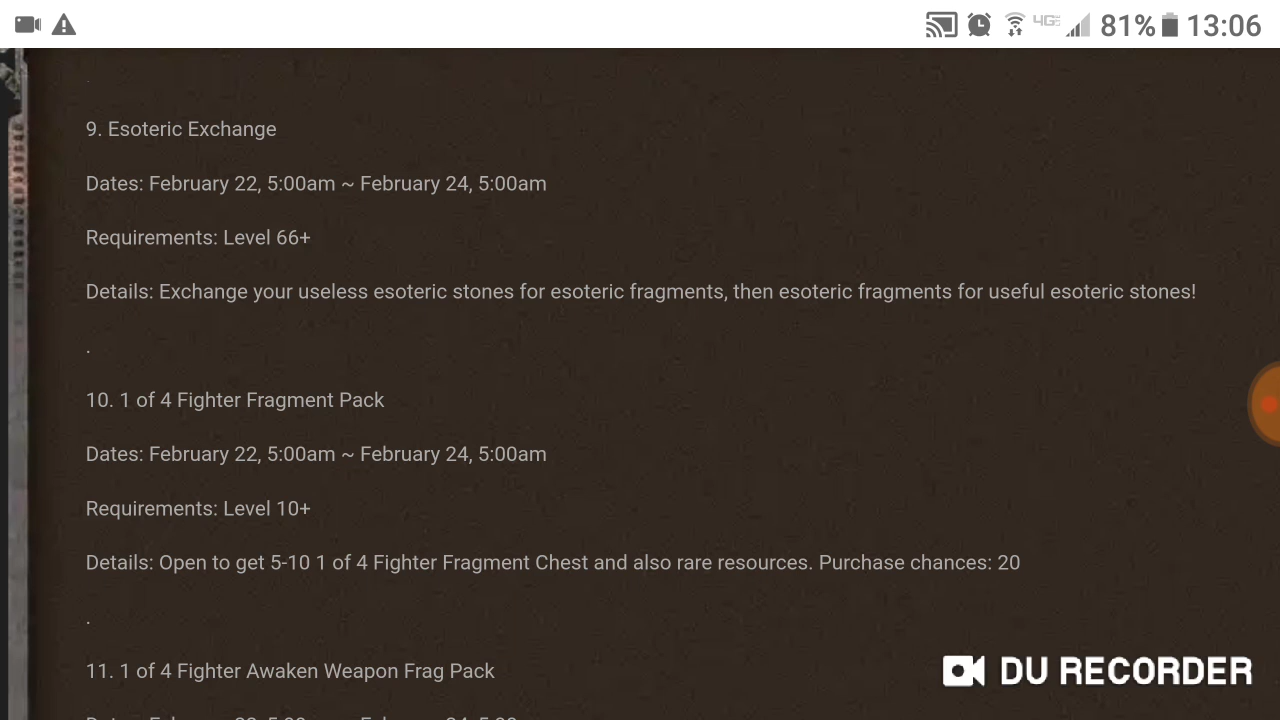 4G 81% 13:06
.
9. Esoteric Exchange
Dates: February 22, 5:00am ~ February 24, 5:00am
Requirements: Level 66+
Details: Exchange your useless esoteric stones for esoteric fragments, then esoteric fragments for useful esoteric stones!
.
10. 1 of 4 Fighter Fragment Pack
Dates: February 22, 5:00am ~ February 24, 5:00am
Requirements: Level 10+
Details: Open to get 5-10 1 of 4 Fighter Fragment Chest and also rare resources. Purchase chances: 20
.
11. 1 of 4 Fighter Awaken Weapon Frag Pack
DU RECORDER